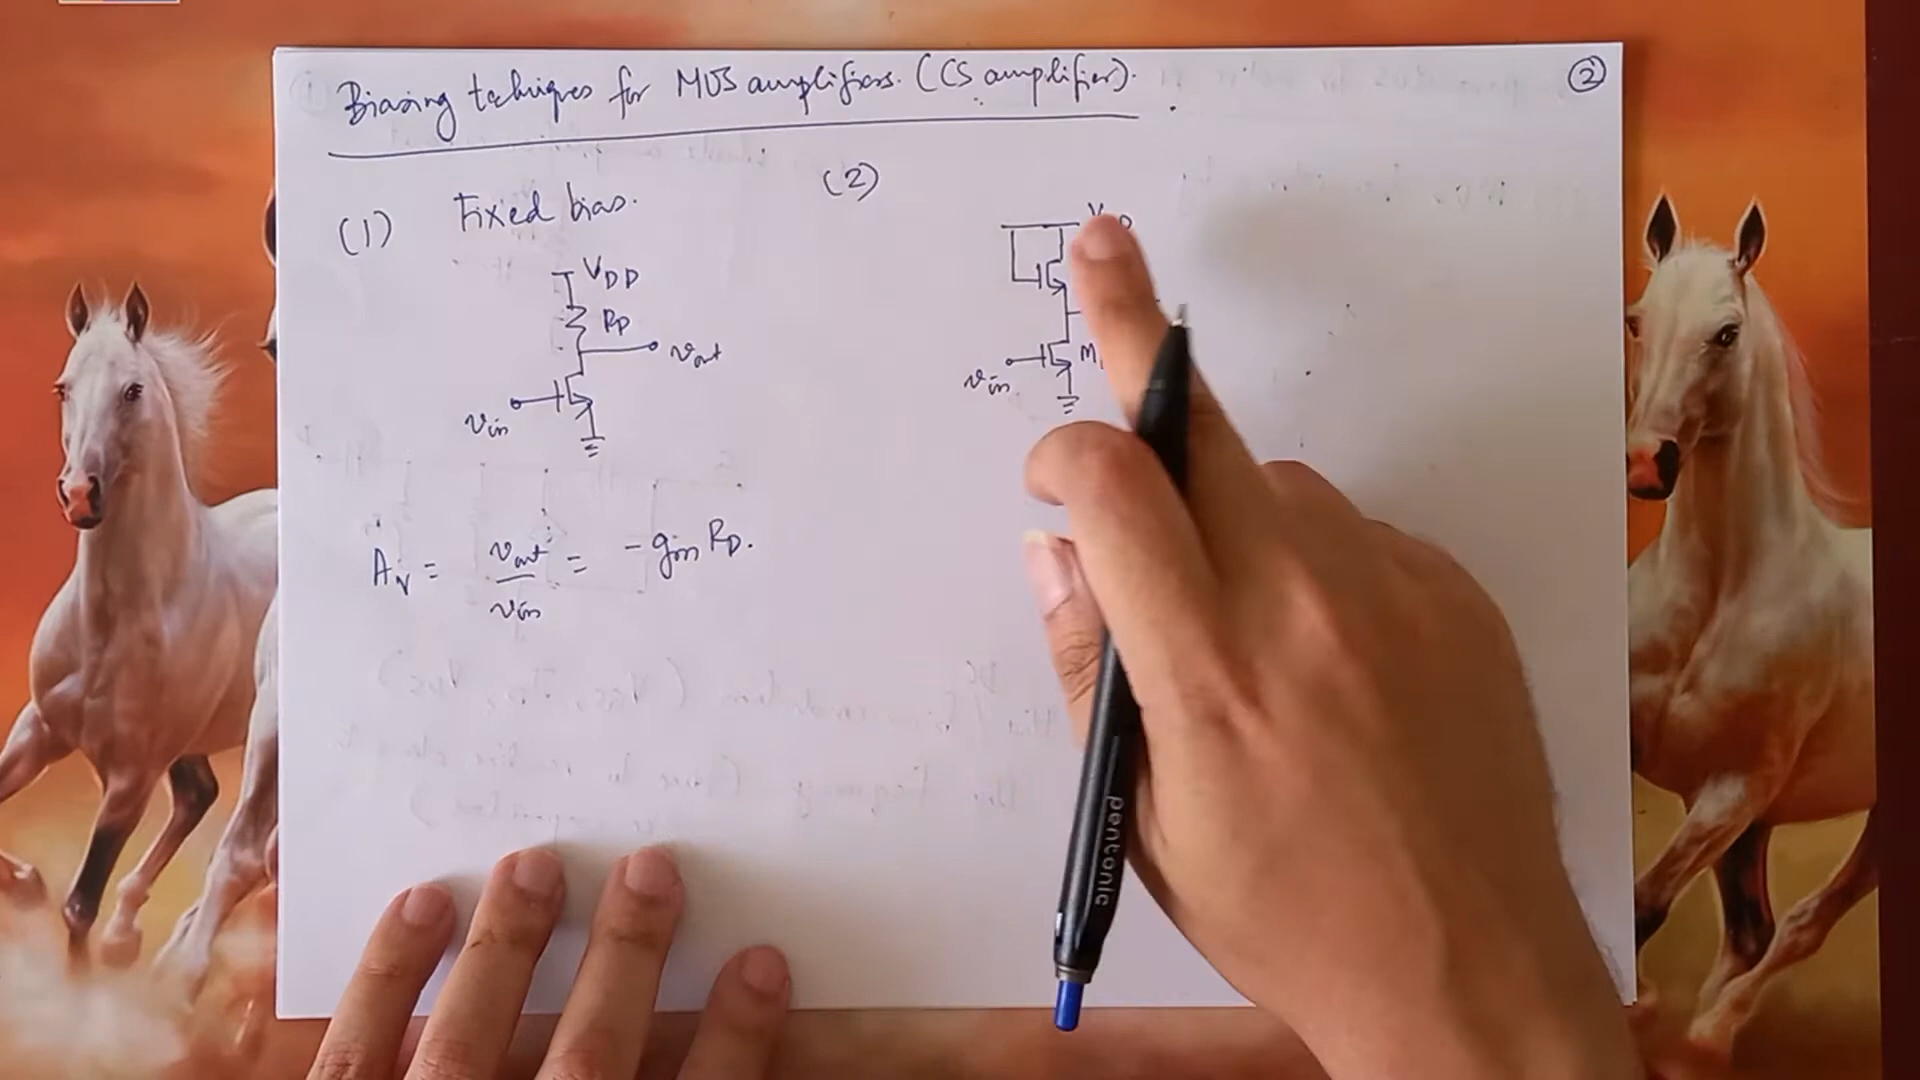 Biasing techniques for MOS amplifiers. (CS amplifier).
②
(1) Fixed bias.
VDD
RD
vout
vin
Av = vout / vin = - gm RD.
(2)
M1
vin
pentonic